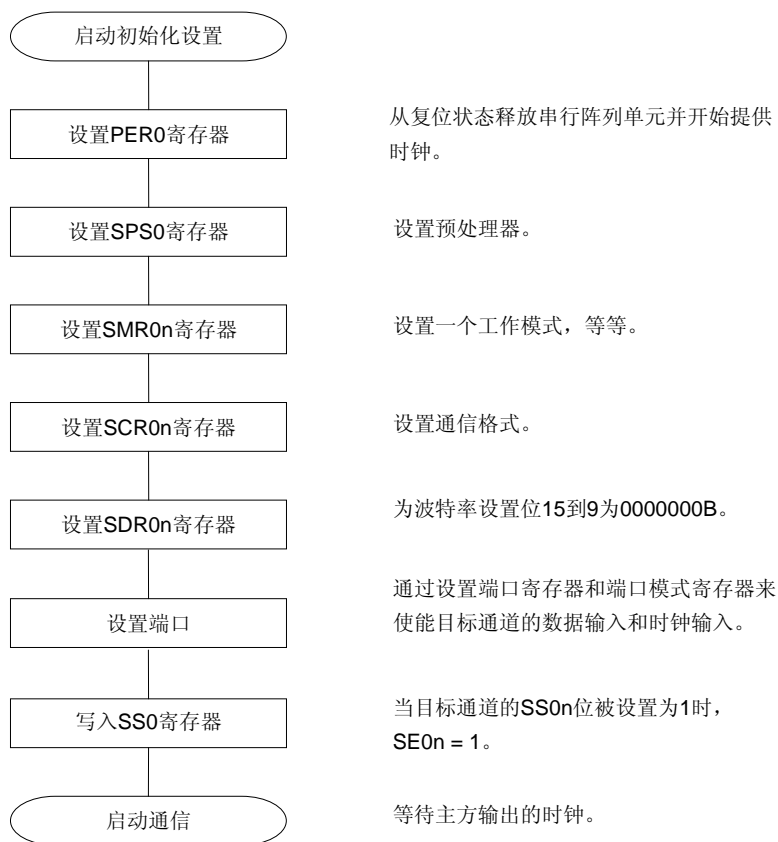 启动初始化设置
设置PER0寄存器
从复位状态释放串行阵列单元并开始提供
时钟。
设置SPS0寄存器
设置预处理器。
设置SMR0n寄存器
设置一个工作模式，等等。
设置SCR0n寄存器
设置通信格式。
设置SDR0n寄存器
为波特率设置位15到9为0000000B。
设置端口
通过设置端口寄存器和端口模式寄存器来
使能目标通道的数据输入和时钟输入。
写入SS0寄存器
当目标通道的SS0n位被设置为1时，
SE0n = 1。
启动通信
等待主方输出的时钟。